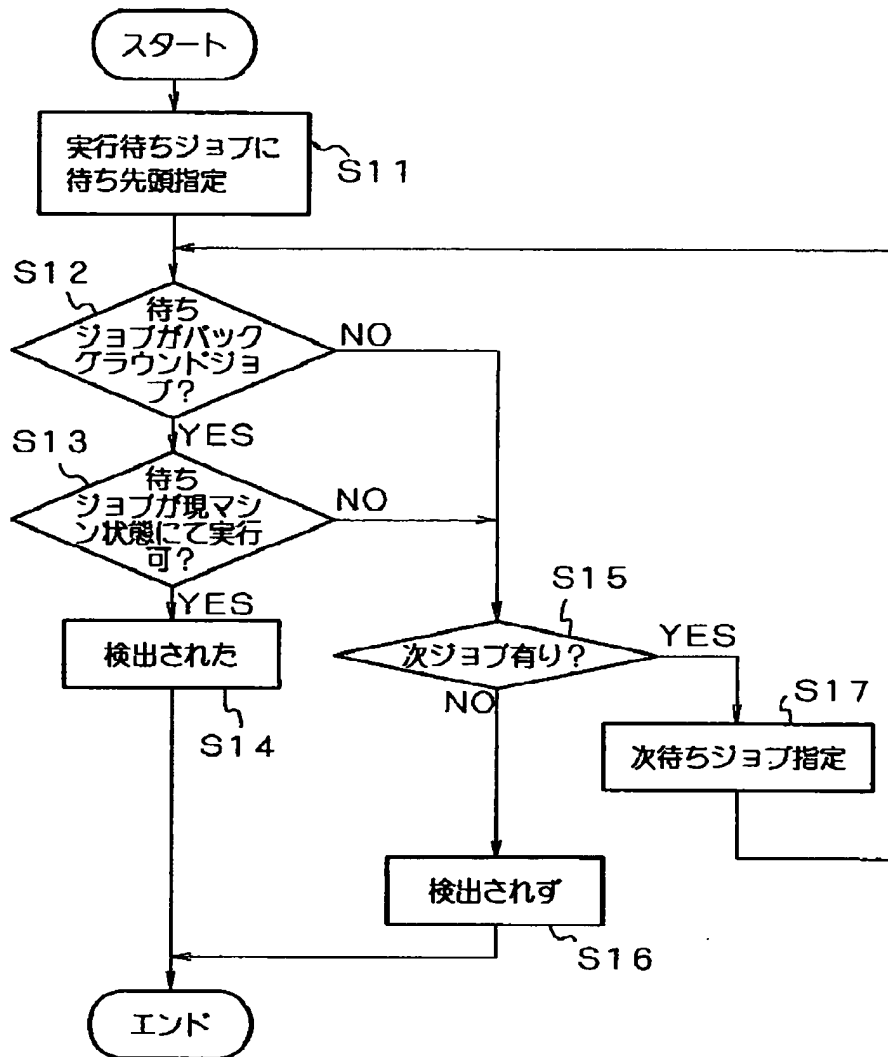 スタート
実行待ちジョブに
待ち先頭指定
S11
S12
待ち
ジョブがバック
グラウンドジョ
ブ?
NO
YES
S13
待ち
ジョブが現マシ
ン状態にて実行
可?
NO
YES
検出された
S14
S15
次ジョブ有り?
YES
NO
S17
次待ちジョブ指定
検出されず
S16
エンド